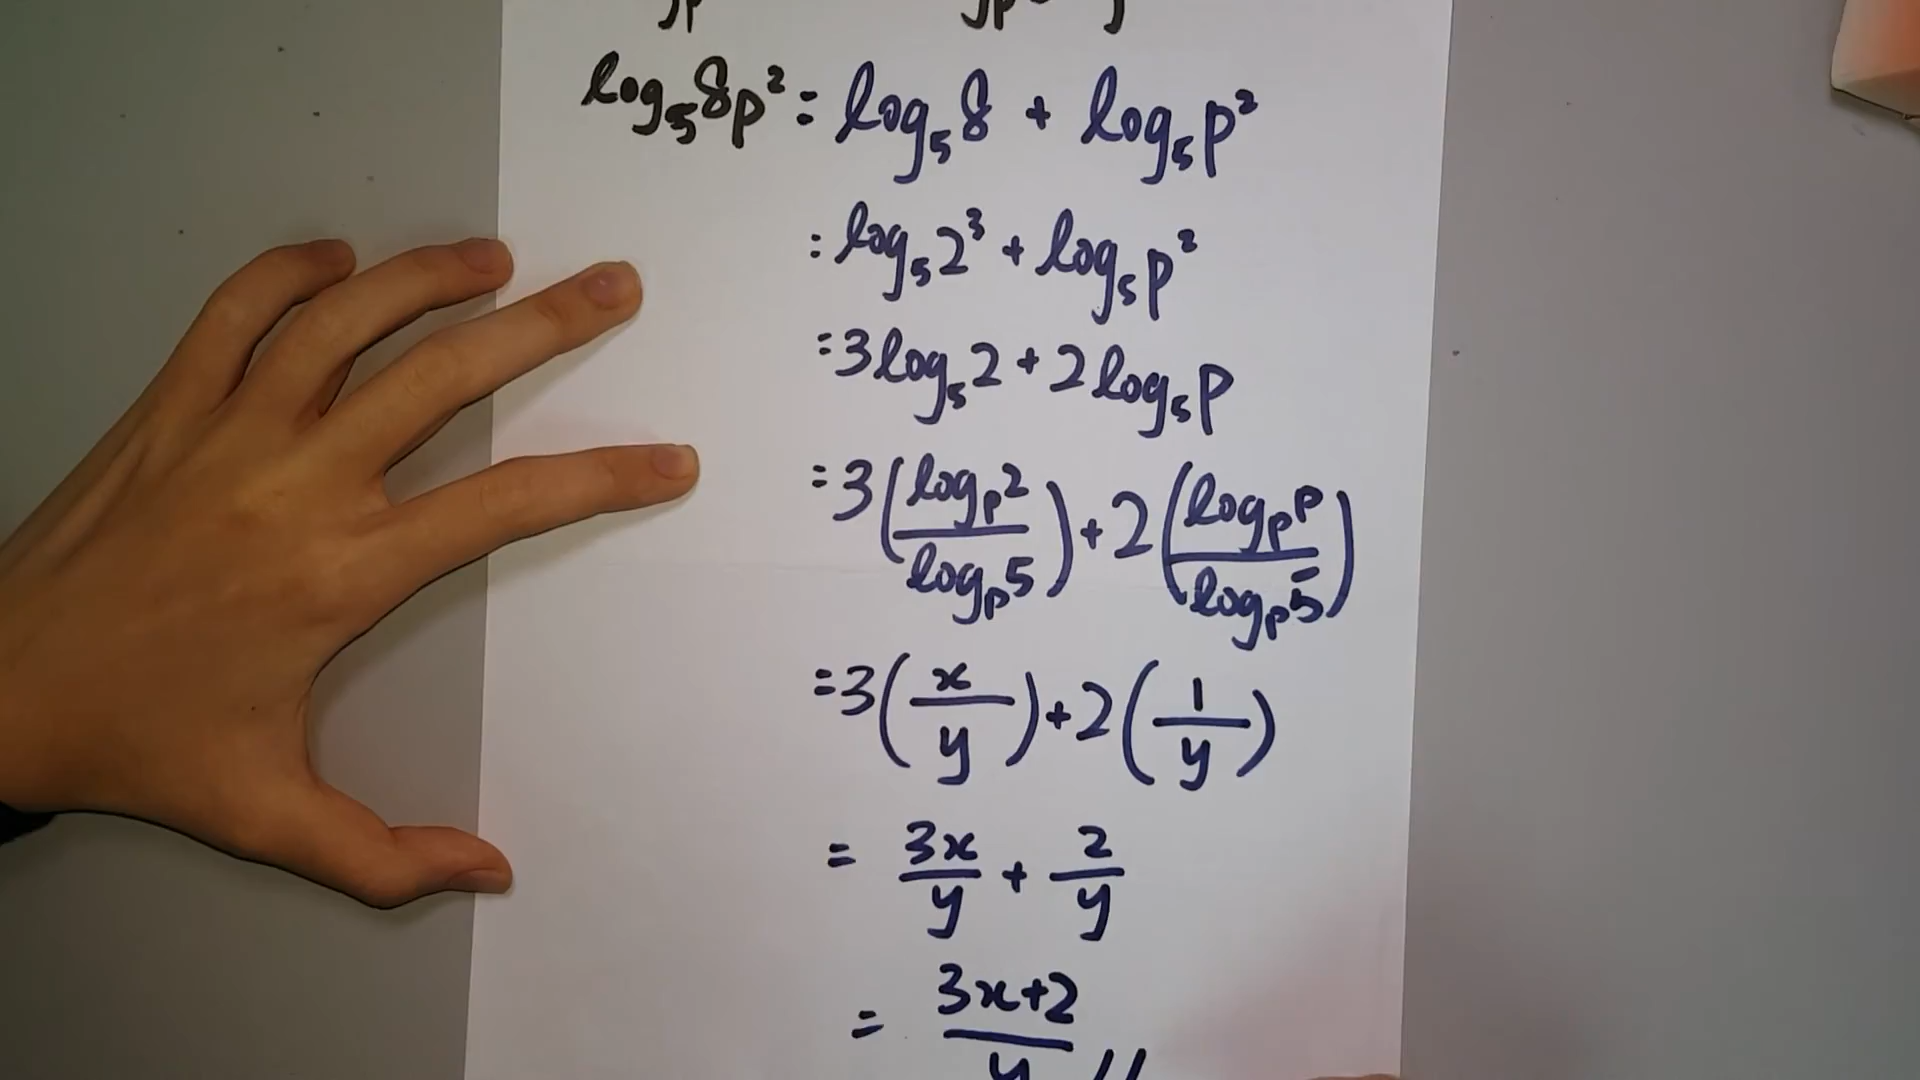 log₅8p² = log₅8 + log₅p²
= log₅2³ + log₅p²
= 3log₅2 + 2log₅p
= 3(logₚ2/logₚ5) + 2(logₚp/logₚ5)
= 3(x/y) + 2(1/y)
= 3x/y + 2/y
= 3x+2/y //